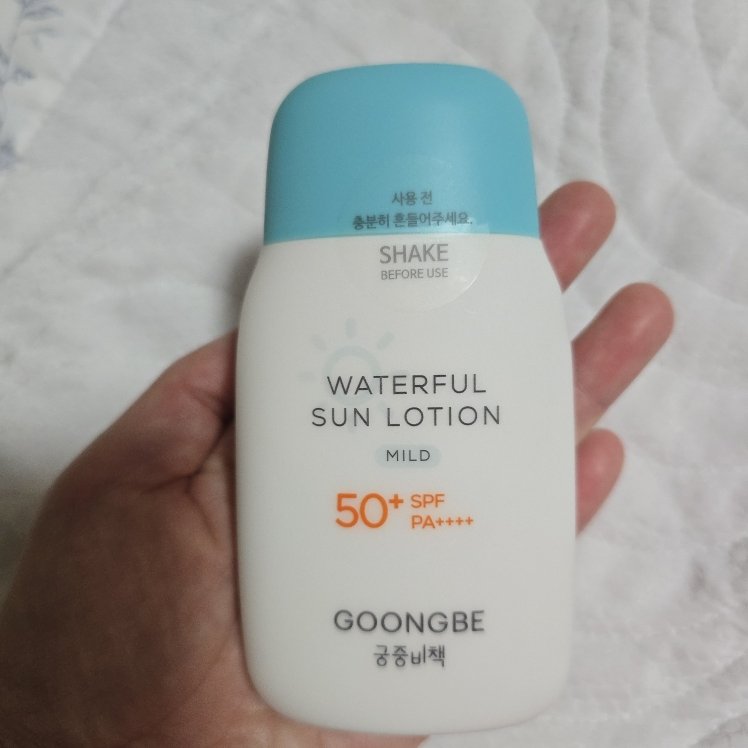 사용 전
충분히 흔들어주세요.
SHAKE
BEFORE USE
WATERFUL
SUN LOTION
MILD
50+ SPF
PA++++
GOONGBE
궁중비책